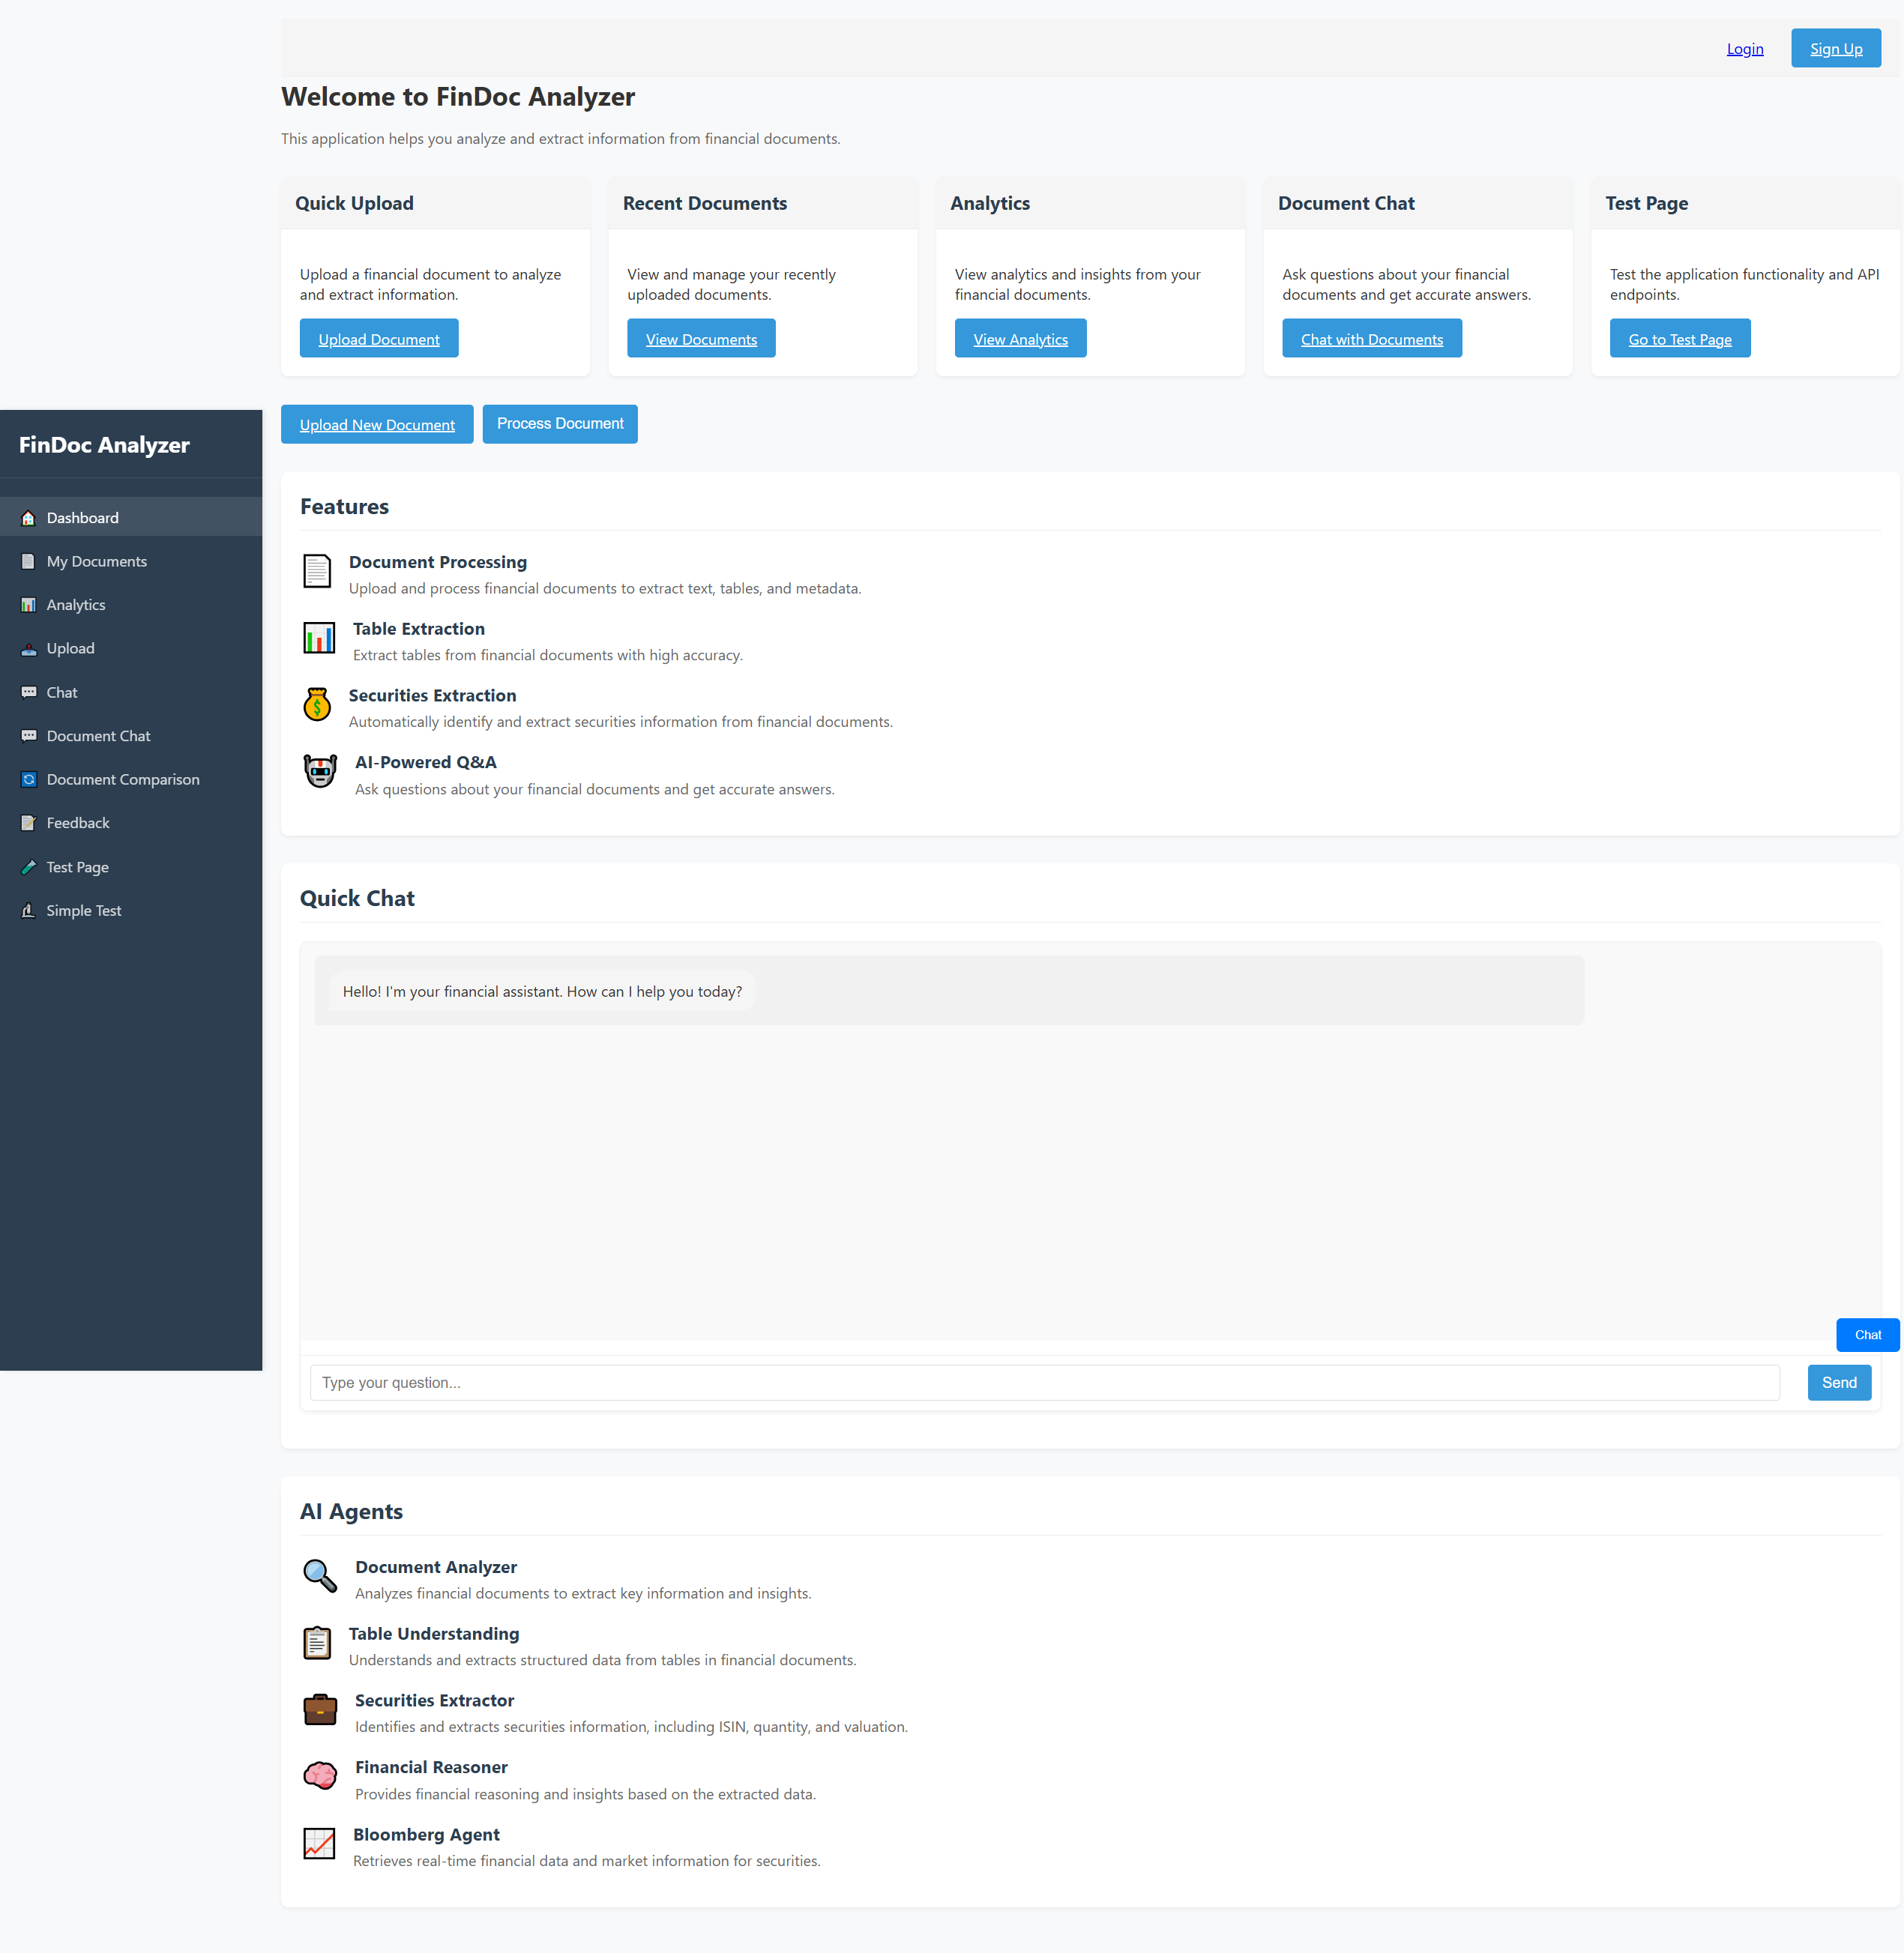 Login
Sign Up
Welcome to FinDoc Analyzer
This application helps you analyze and extract information from financial documents.
Quick Upload
Upload a financial document to analyze
and extract information.
Upload Document
Recent Documents
View and manage your recently
uploaded documents.
View Documents
Analytics
View analytics and insights from your
financial documents.
View Analytics
Document Chat
Ask questions about your financial
documents and get accurate answers.
Chat with Documents
Test Page
Test the application functionality and API
endpoints.
Go to Test Page
Upload New Document
Process Document
FinDoc Analyzer
Dashboard
My Documents
Analytics
Upload
Chat
Document Chat
Document Comparison
Feedback
Test Page
Simple Test
Features
Document Processing
Upload and process financial documents to extract text, tables, and metadata.
Table Extraction
Extract tables from financial documents with high accuracy.
Securities Extraction
Automatically identify and extract securities information from financial documents.
AI-Powered Q&A
Ask questions about your financial documents and get accurate answers.
Quick Chat
Hello! I'm your financial assistant. How can I help you today?
Chat
Type your question...
Send
AI Agents
Document Analyzer
Analyzes financial documents to extract key information and insights.
Table Understanding
Understands and extracts structured data from tables in financial documents.
Securities Extractor
Identifies and extracts securities information, including ISIN, quantity, and valuation.
Financial Reasoner
Provides financial reasoning and insights based on the extracted data.
Bloomberg Agent
Retrieves real-time financial data and market information for securities.